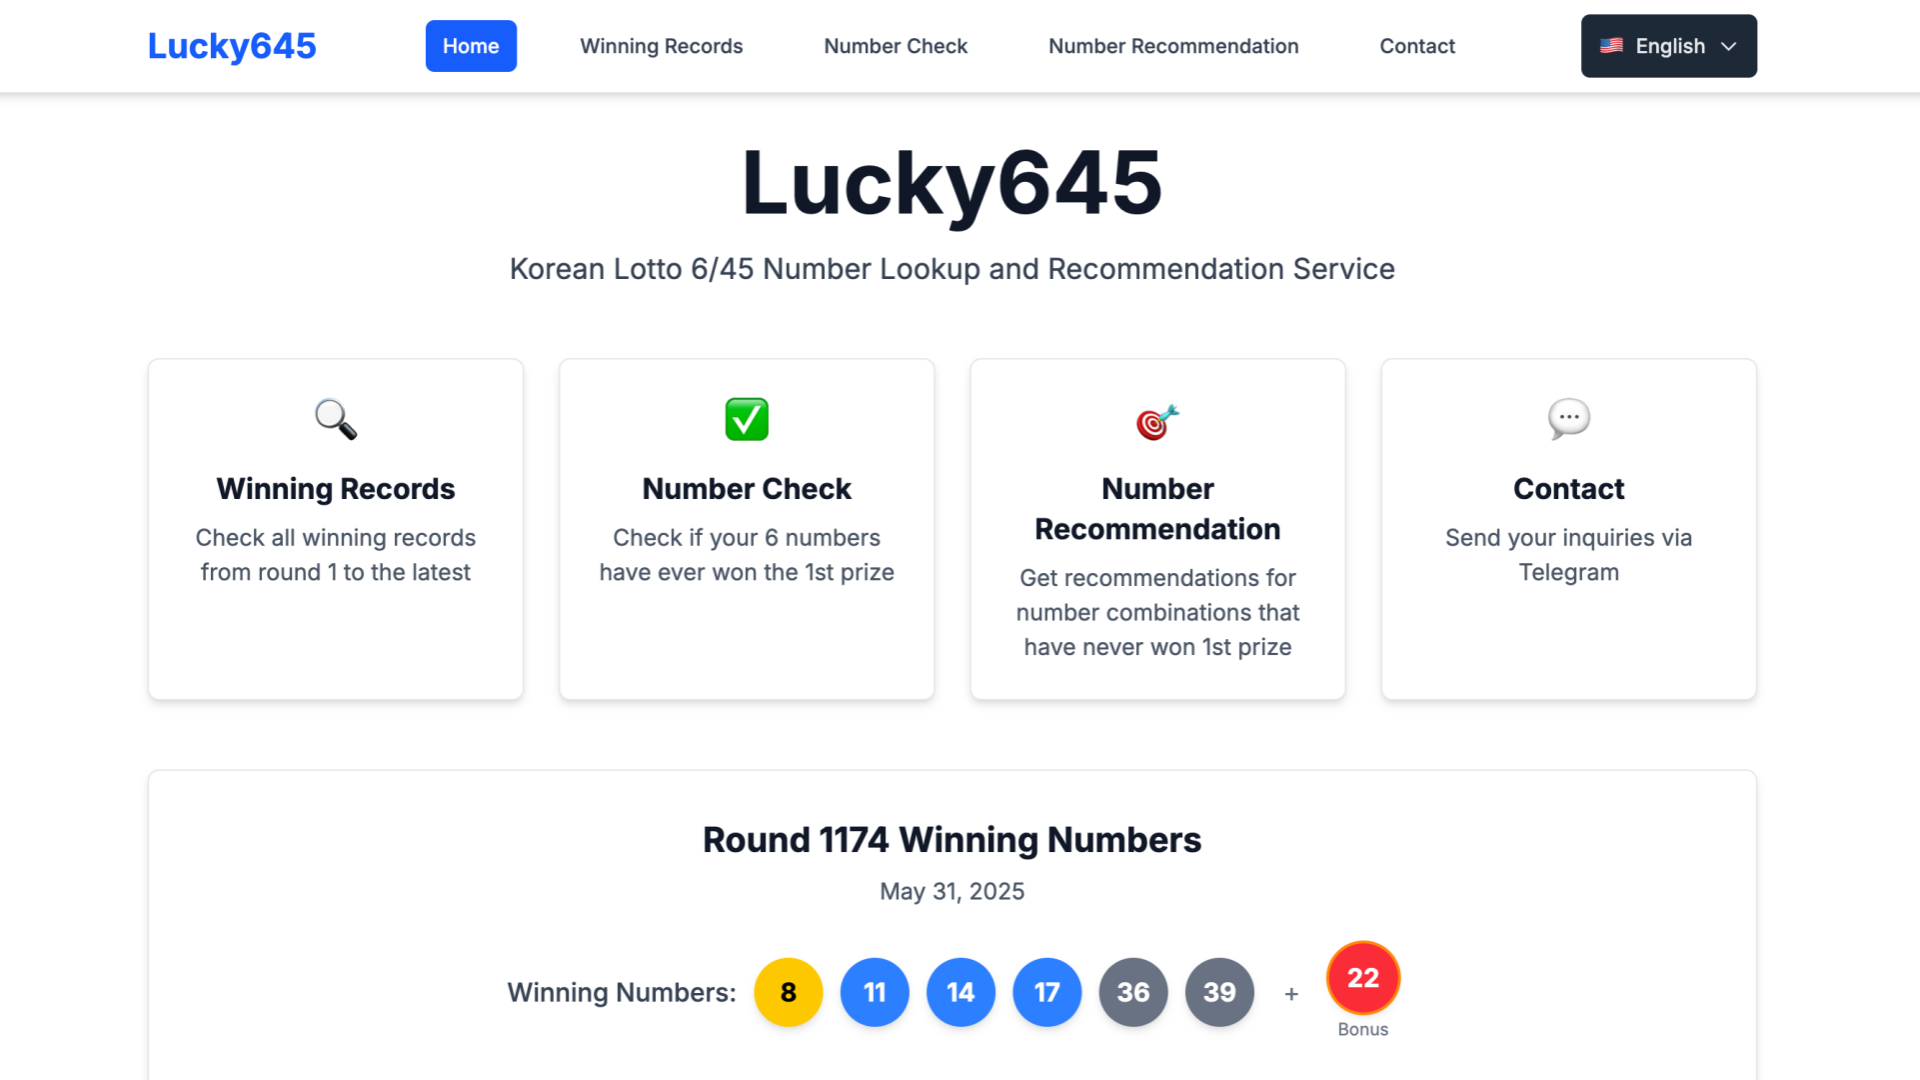 Lucky645
Home
Winning Records
Number Check
Number Recommendation
Contact
English
Lucky645
Korean Lotto 6/45 Number Lookup and Recommendation Service
Winning Records
Check all winning records
from round 1 to the latest
Number Check
Check if your 6 numbers
have ever won the 1st prize
Number
Recommendation
Get recommendations for
number combinations that
have never won 1st prize
Contact
Send your inquiries via
Telegram
Round 1174 Winning Numbers
May 31, 2025
Winning Numbers: 8 11 14 17 36 39 + 22
Bonus